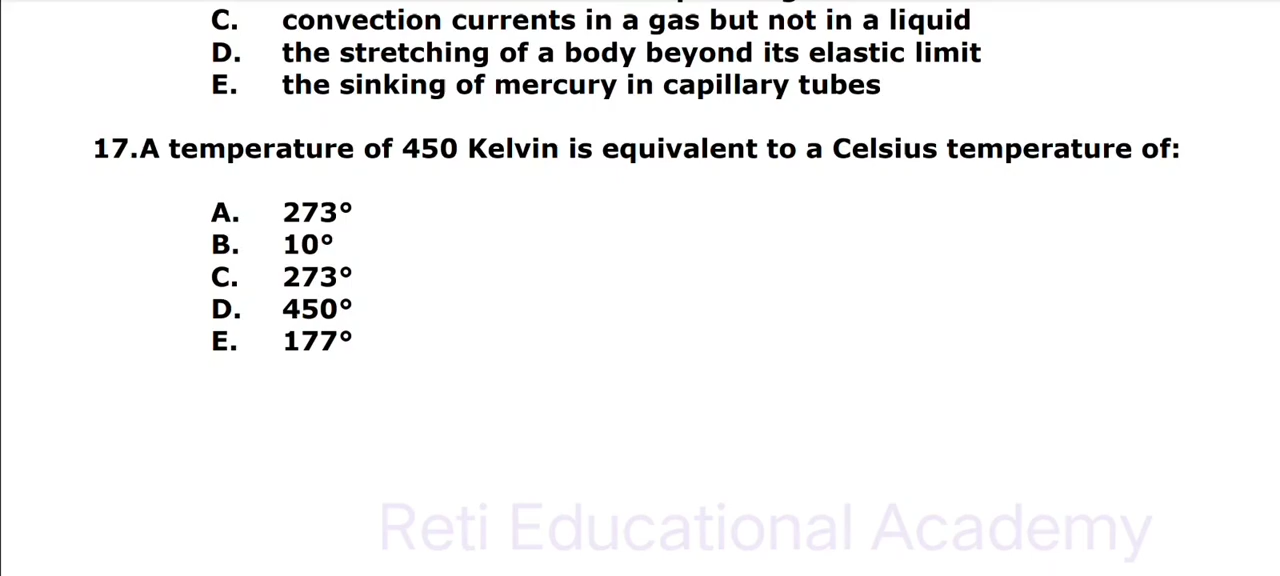 C. convection currents in a gas but not in a liquid
D. the stretching of a body beyond its elastic limit
E. the sinking of mercury in capillary tubes
17.A temperature of 450 Kelvin is equivalent to a Celsius temperature of:
A. 273°
B. 10°
C. 273°
D. 450°
E. 177°
Reti Educational Academy